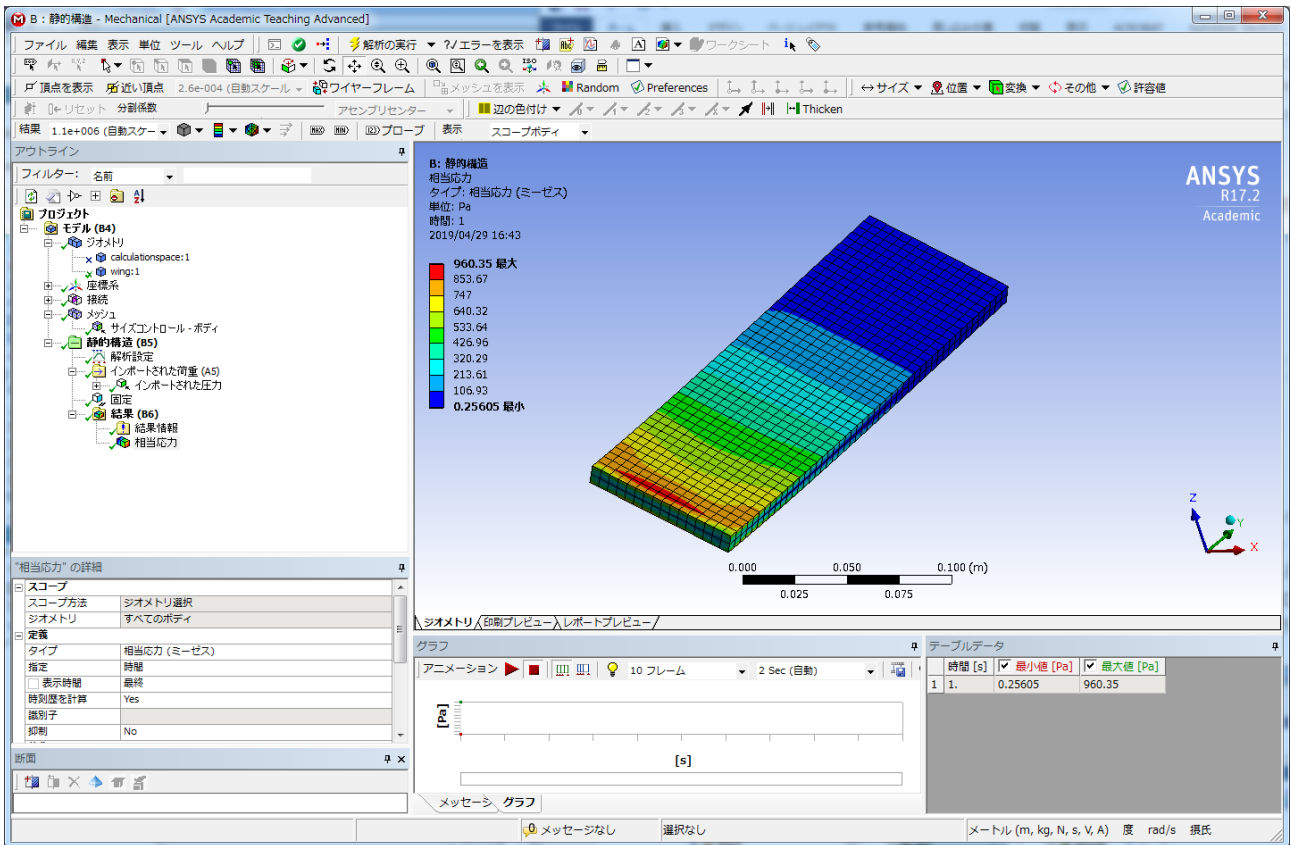 B : 静的構造 - Mechanical [ANSYS Academic Teaching Advanced]
ファイル 編集 表示 単位 ツール ヘルプ 解析の実行 ?/エラーを表示 ワークシート
頂点を表示 近い頂点 2.6e-004 (自動スケール) ワイヤーフレーム メッシュを表示 Random Preferences サイズ 位置 変換 その他 許容値
リセット 分割係数 アセンブリセンター 辺の色付け Thicken
結果 1.1e+006 (自動スケー MAX MIN プローブ 表示 スコープボディ
アウトライン
フィルター: 名前
プロジェクト
モデル (B4)
ジオメトリ
calculationspace:1
wing:1
座標系
接続
メッシュ
サイズコントロール - ボディ
静的構造 (B5)
解析設定
インポートされた荷重 (A5)
インポートされた圧力
固定
結果 (B6)
結果情報
相当応力
B: 静的構造
相当応力
タイプ: 相当応力 (ミーゼス)
単位: Pa
時間: 1
2019/04/29 16:43
960.35 最大
853.67
747
640.32
533.64
426.96
320.29
213.61
106.93
0.25605 最小
ANSYS
R17.2
Academic
Z
Y
X
0.000 0.050 0.100 (m)
0.025 0.075
ジオメトリ 印刷プレビュー レポートプレビュー
"相当応力" の詳細
スコープ
スコープ方法 ジオメトリ選択
ジオメトリ すべてのボディ
定義
タイプ 相当応力 (ミーゼス)
指定 時間
表示時間 最終
時刻歴を計算 Yes
識別子
抑制 No
断面
グラフ
アニメーション 10 フレーム 2 Sec (自動)
[Pa]
[s]
メッセージ グラフ
テーブルデータ
時間 [s] 最小値 [Pa] 最大値 [Pa]
1 1. 0.25605 960.35
メッセージなし 選択なし メートル (m, kg, N, s, V, A) 度 rad/s 摂氏